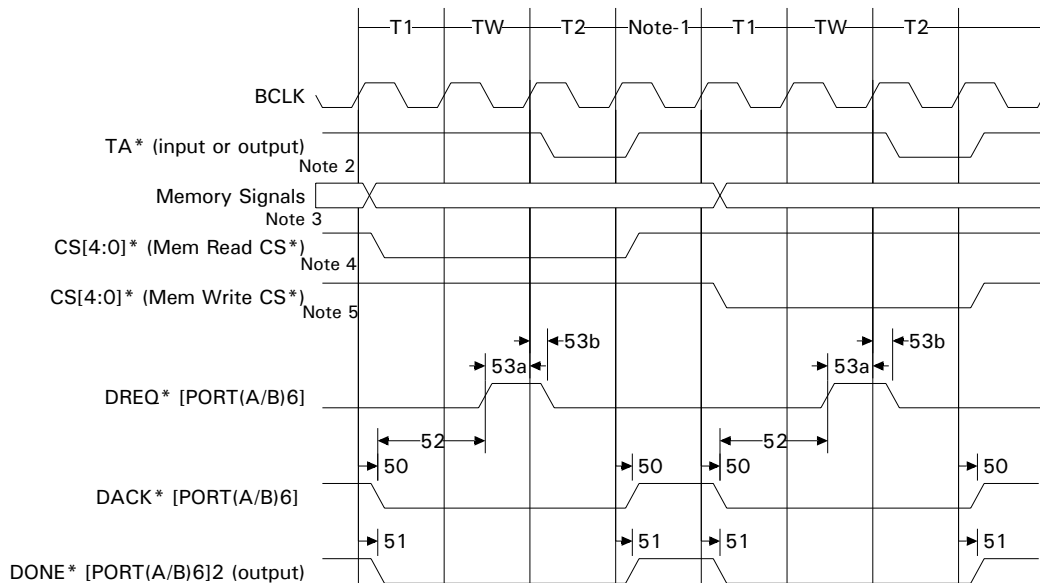 T1 TW T2 Note-1 T1 TW T2
BCLK
TA* (input or output)
Note 2
Memory Signals
Note 3
CS[4:0]* (Mem Read CS*)
Note 4
CS[4:0]* (Mem Write CS*)
Note 5
53b 53b
53a 53a
DREQ* [PORT(A/B)6]
52 52
50 50 50 50
DACK* [PORT(A/B)6]
51 51 51 51
DONE* [PORT(A/B)6]2 (output)